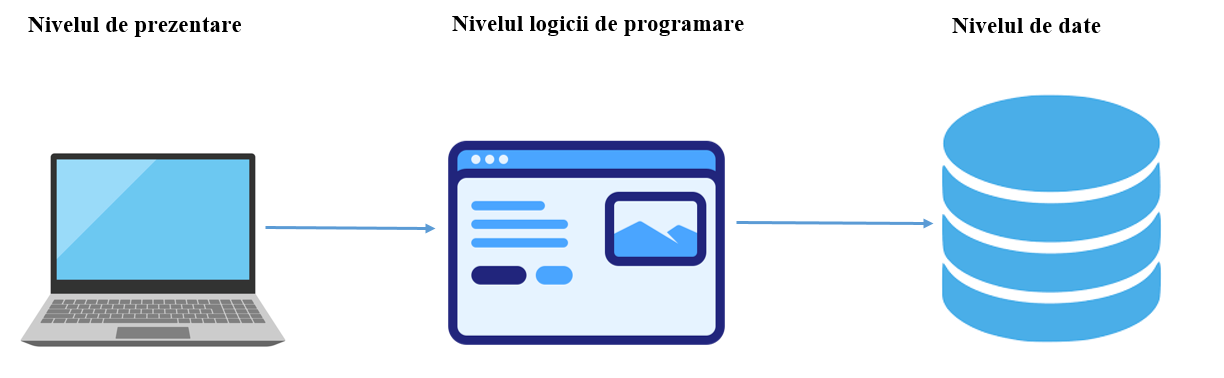 Nivelul de prezentare
Nivelul logicii de programare
Nivelul de date